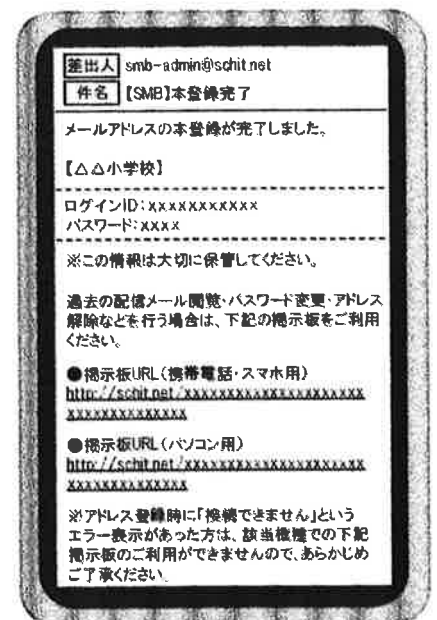 差出人 smb-admin@schit.net
件名 【SMB】本登録完了
メールアドレスの本登録が完了しました。
【△△小学校】
ログインID:xxxxxxxxxxx
パスワード:xxxx
※この情報は大切に保管してください。
過去の配信メール閲覧・パスワード変更・アドレス
解除などを行う場合は、下記の掲示板をご利用
ください。
●掲示板URL(携帯電話・スマホ用)
http://schit.net/xxxxxxxxxxxxxxxxxxxxx
xxxxxxxxxxxxxx
●掲示板URL(パソコン用)
http://schit.net/xxxxxxxxxxxxxxxxxxxxx
xxxxxxxxxxxxxx
※アドレス登録時に「接続できません」という
エラー表示があった方は、該当機種での下記
掲示板のご利用ができませんので、あらかじめ
ご了承ください。